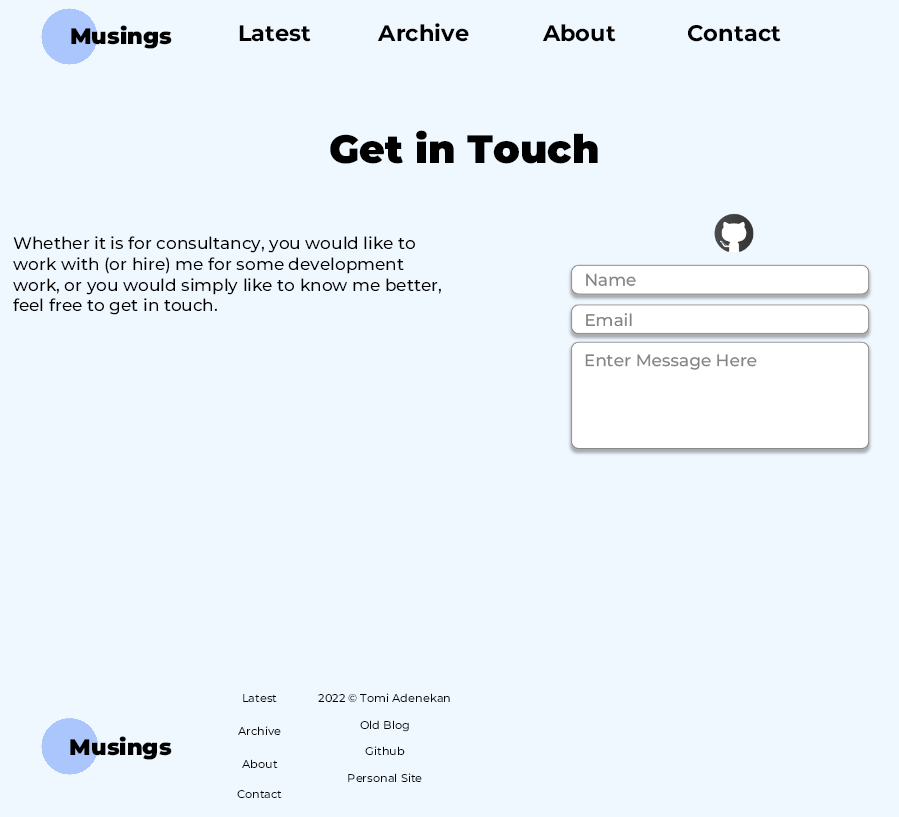 Musings
Latest
Archive
About
Contact
Get in Touch
Whether it is for consultancy, you would like to
work with (or hire) me for some development
work, or you would simply like to know me better,
feel free to get in touch.
Name
Email
Enter Message Here
Musings
Latest
Archive
About
Contact
2022 © Tomi Adenekan
Old Blog
Github
Personal Site